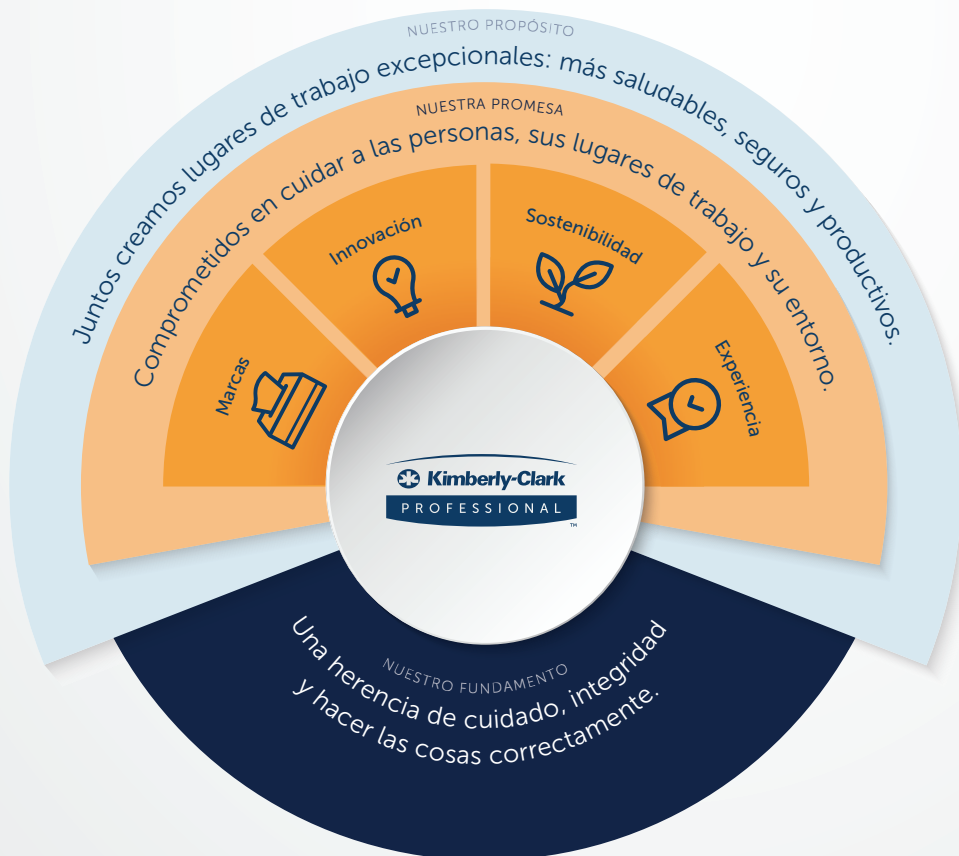 NUESTRO PROPÓSITO
Juntos creamos lugares de trabajo excepcionales: más saludables, seguros y productivos.
NUESTRA PROMESA
Comprometidos en cuidar a las personas, sus lugares de trabajo y su entorno.
Marcas
Innovación
Sostenibilidad
Experiencia
Kimberly-Clark
PROFESSIONAL
™
NUESTRO FUNDAMENTO
Una herencia de cuidado, integridad
y hacer las cosas correctamente.